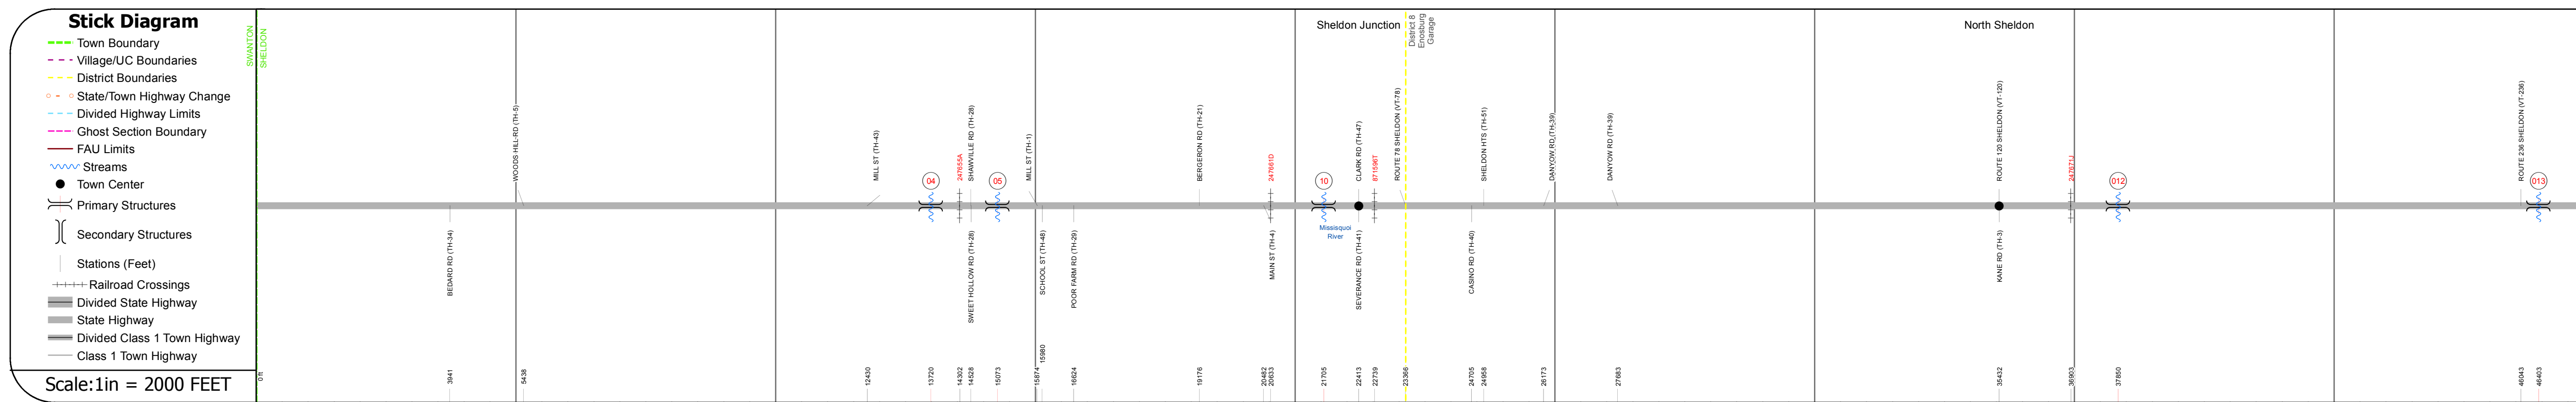 Stick Diagram
Town Boundary
Village/UC Boundaries
District Boundaries
State/Town Highway Change
Divided Highway Limits
Ghost Section Boundary
FAU Limits
Streams
Town Center
Primary Structures
Secondary Structures
Stations (Feet)
Railroad Crossings
Divided State Highway
State Highway
Divided Class 1 Town Highway
Class 1 Town Highway
Scale:1in = 2000 FEET
SWANTON
SHELDON
Sheldon Junction
District 8
Enosburg
Garage
North Sheldon
WOODS HILL-RD (TH-5)
MILL ST (TH-43)
04
247655A
SHAWVILLE RD (TH-28)
05
MILL ST (TH-1)
BERGERON RD (TH-21)
247661D
10
CLARK RD (TH-47)
871596T
ROUTE 78 SHELDON (VT-78)
SHELDON HTS (TH-51)
DANYOW RD (TH-39)
DANYOW RD (TH-39)
ROUTE 120 SHELDON (VT-120)
247671J
012
ROUTE 236 SHELDON (VT-236)
013
BEDARD RD (TH-34)
SWEET HOLLOW RD (TH-28)
SCHOOL ST (TH-48)
POOR FARM RD (TH-29)
MAIN ST (TH-4)
Missisquoi
River
SEVERANCE RD (TH-41)
CASINO RD (TH-40)
KANE RD (TH-3)
0 ft
3941
5438
12430
13720
14302
14528
15073
15874
15980
16624
19176
20482
20633
21705
22413
22739
23366
24705
24958
26173
27683
35432
36903
37850
46043
46403